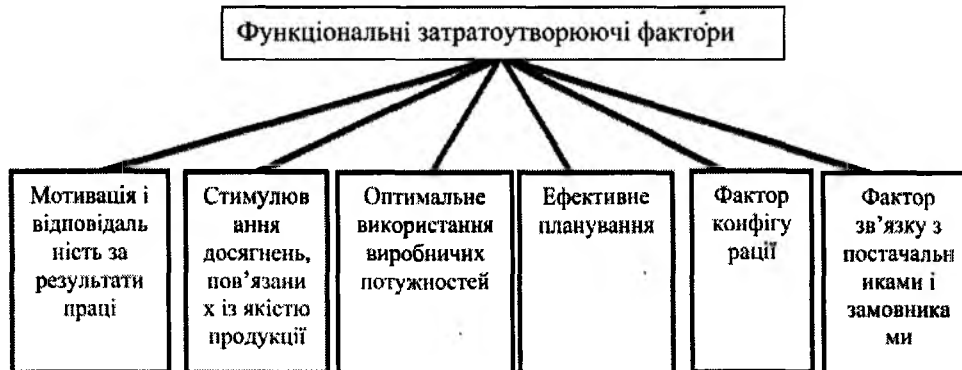 Функціональні затратоутворюючі фактори
Мотивація і
відповідаль
ність за
результати
праці
Стимулюв
ання
досягнень,
пов’язани
х із якістю
продукції
Оптимальне
використання
виробничих
потужностей
Ефективне
планування
Фактор
конфігу
рації
Фактор
зв’язку з
постачальн
иками і
замовника
ми